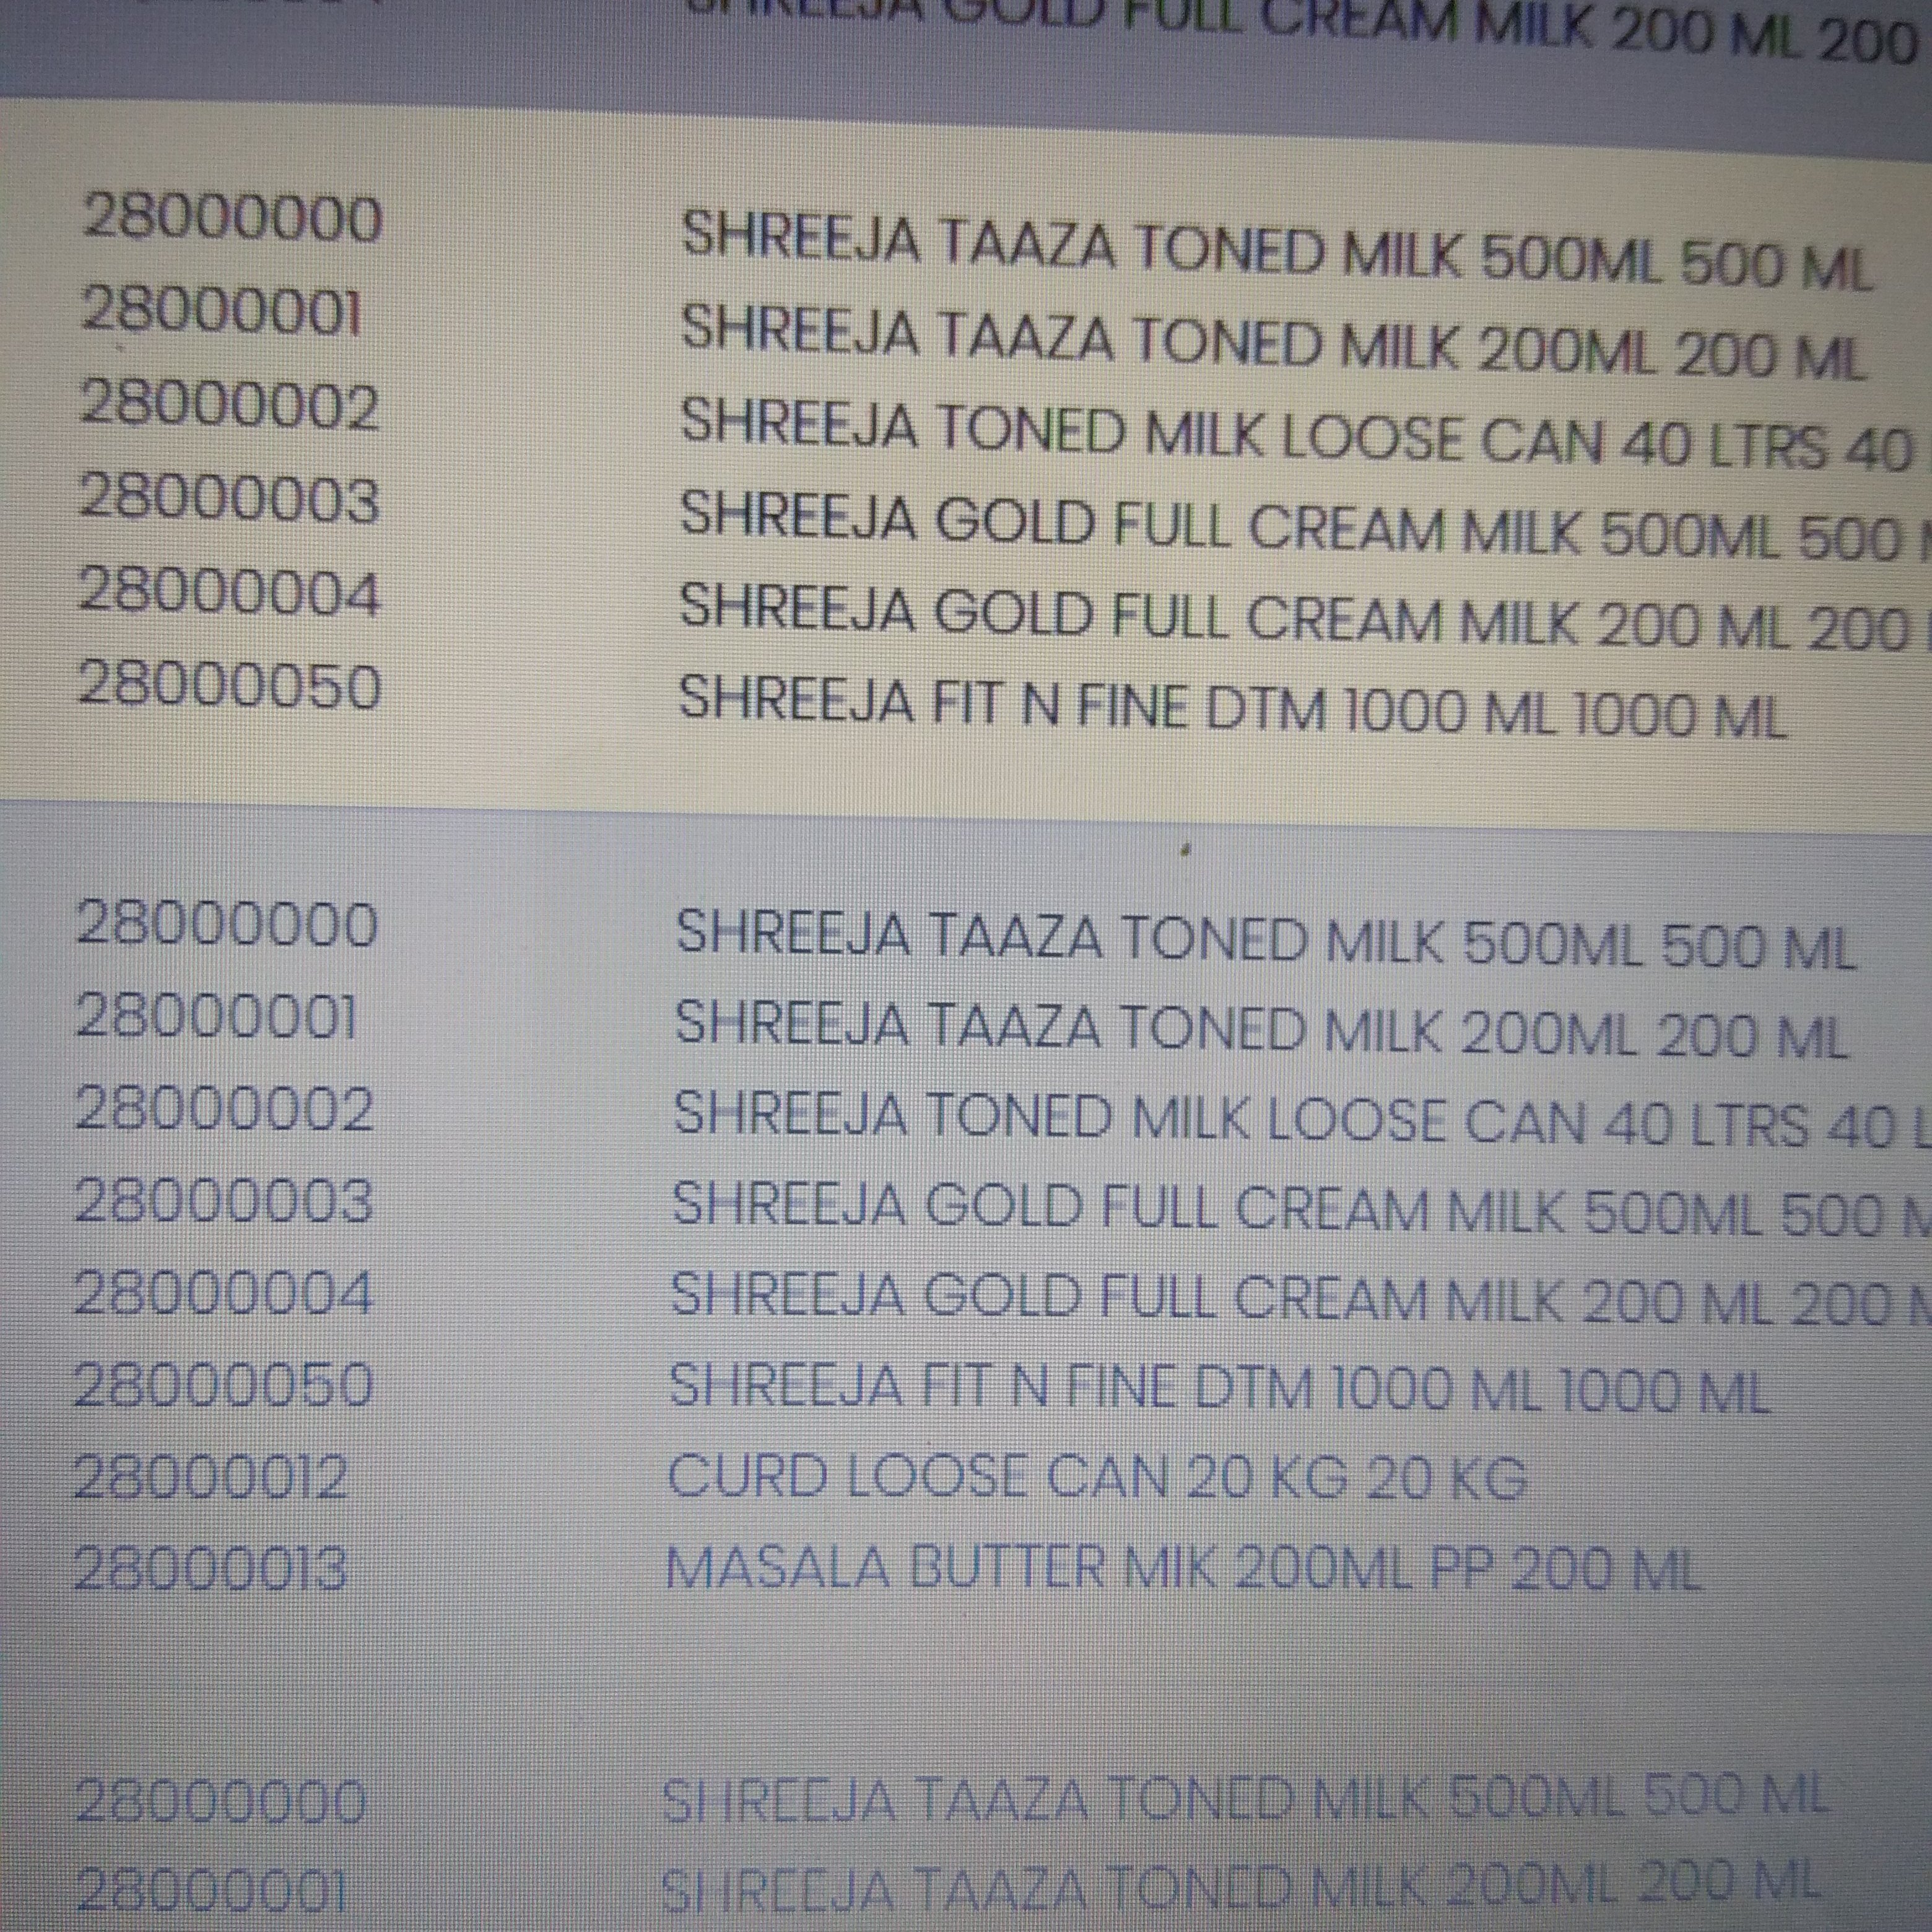 SHREEJA GOLD FULL CREAM MILK 200 ML 200
28000000 SHREEJA TAAZA TONED MILK 500ML 500 ML
28000001 SHREEJA TAAZA TONED MILK 200ML 200 ML
28000002 SHREEJA TONED MILK LOOSE CAN 40 LTRS 40
28000003 SHREEJA GOLD FULL CREAM MILK 500ML 500
28000004 SHREEJA GOLD FULL CREAM MILK 200 ML 200
28000050 SHREEJA FIT N FINE DTM 1000 ML 1000 ML
28000000 SHREEJA TAAZA TONED MILK 500ML 500 ML
28000001 SHREEJA TAAZA TONED MILK 200ML 200 ML
28000002 SHREEJA TONED MILK LOOSE CAN 40 LTRS 40 L
28000003 SHREEJA GOLD FULL CREAM MILK 500ML 500 M
28000004 SHREEJA GOLD FULL CREAM MILK 200 ML 200 M
28000050 SHREEJA FIT N FINE DTM 1000 ML 1000 ML
28000012 CURD LOOSE CAN 20 KG 20 KG
28000013 MASALA BUTTER MIK 200ML PP 200 ML
28000000 SHREEJA TAAZA TONED MILK 500ML 500 ML
28000001 SHREEJA TAAZA TONED MILK 200ML 200 ML